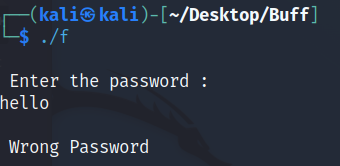 ┌──(kali㉿kali)-[~/Desktop/Buff]
└─$ ./f
Enter the password :
hello
Wrong Password